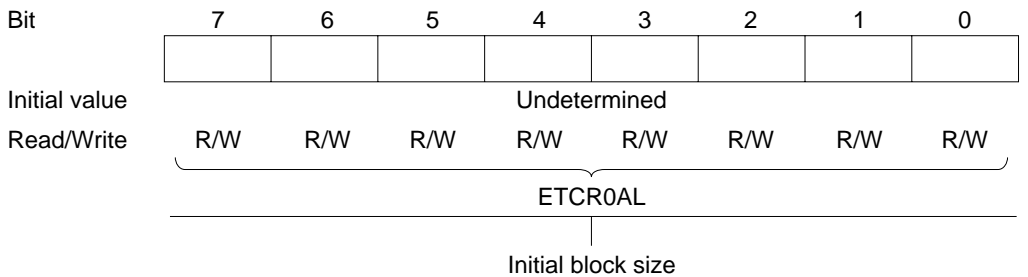 Bit 7 6 5 4 3 2 1 0
Initial value Undetermined
Read/Write R/W R/W R/W R/W R/W R/W R/W R/W
ETCR0AL
Initial block size